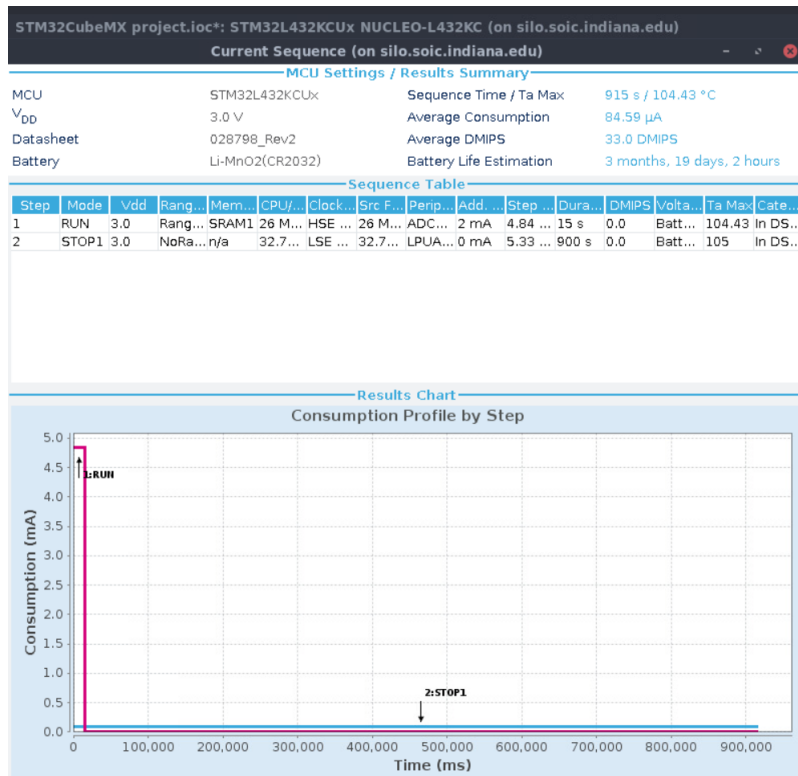 STM32CubeMX project.ioc*: STM32L432KCUx NUCLEO-L432KC (on silo.soic.indiana.edu)
Current Sequence (on silo.soic.indiana.edu)
MCU Settings / Results Summary
MCU STM32L432KCUx Sequence Time / Ta Max 915 s / 104.43 °C
VDD 3.0 V Average Consumption 84.59 µA
Datasheet 028798_Rev2 Average DMIPS 33.0 DMIPS
Battery Li-MnO2(CR2032) Battery Life Estimation 3 months, 19 days, 2 hours
Sequence Table
Step Mode Vdd Rang... Mem... CPU/... Clock... Src F... Perip... Add. ... Step ... Dura... DMIPS Volta... Ta Max Cate...
1 RUN 3.0 Rang... SRAM1 26 M... HSE ... 26 M... ADC... 2 mA 4.84 ... 15 s 0.0 Batt... 104.43 In DS...
2 STOP1 3.0 NoRa... n/a 32.7... LSE ... 32.7... LPUA... 0 mA 5.33 ... 900 s 0.0 Batt... 105 In DS...
Results Chart
Consumption Profile by Step
5.0
4.5
1:RUN
4.0
3.5
3.0
2.5
2.0
1.5
1.0
2:STOP1
0.5
0.0
Consumption (mA)
0 100,000 200,000 300,000 400,000 500,000 600,000 700,000 800,000 900,000
Time (ms)